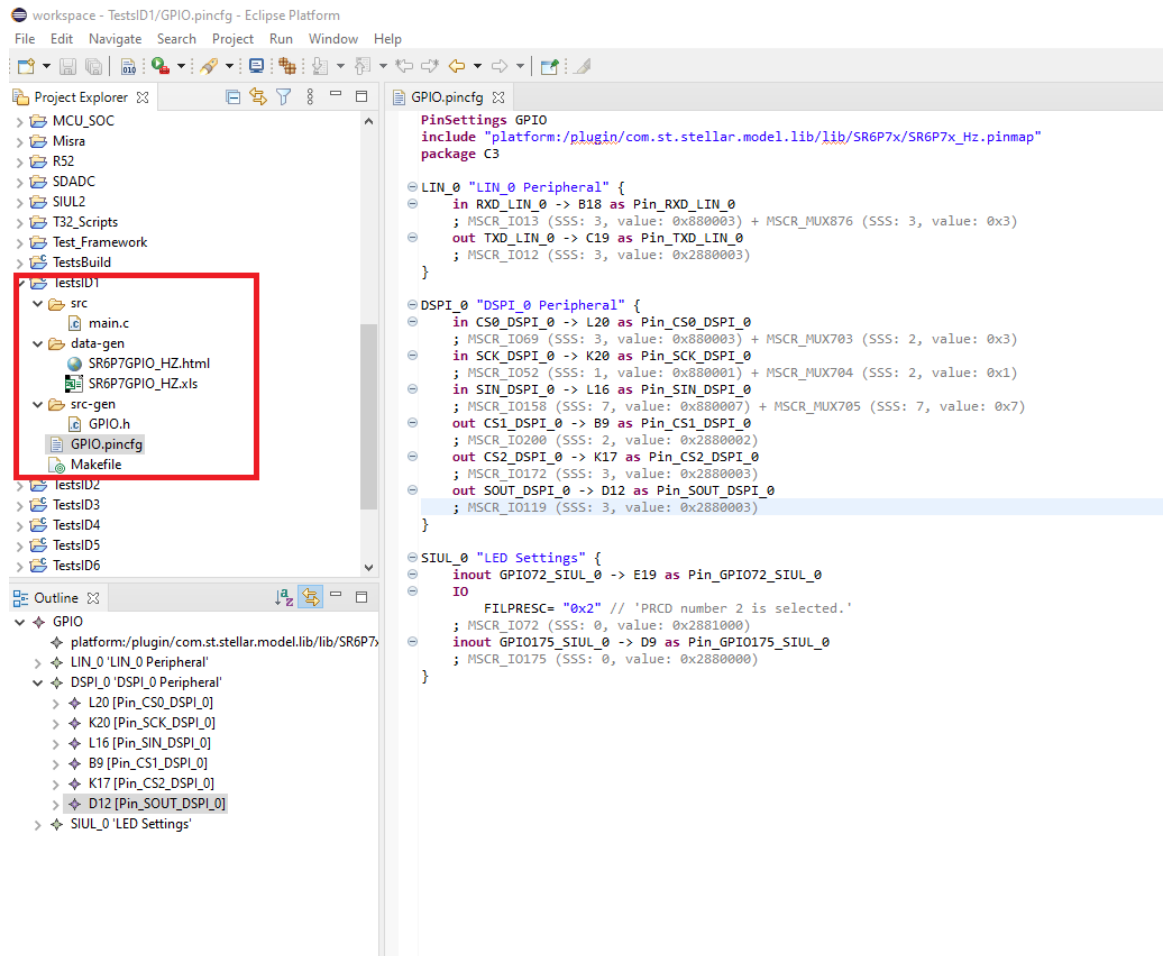 workspace - TestsID1/GPIO.pincfg - Eclipse Platform
File Edit Navigate Search Project Run Window Help
Project Explorer
MCU_SOC
Misra
R52
SDADC
SIUL2
T32_Scripts
Test_Framework
TestsBuild
TestsID1
src
main.c
data-gen
SR6P7GPIO_HZ.html
SR6P7GPIO_HZ.xls
src-gen
GPIO.h
GPIO.pincfg
Makefile
TestsID2
TestsID3
TestsID4
TestsID5
TestsID6
Outline
GPIO
platform:/plugin/com.st.stellar.model.lib/lib/SR6P7x
LIN_0 'LIN_0 Peripheral'
DSPI_0 'DSPI_0 Peripheral'
L20 [Pin_CS0_DSPI_0]
K20 [Pin_SCK_DSPI_0]
L16 [Pin_SIN_DSPI_0]
B9 [Pin_CS1_DSPI_0]
K17 [Pin_CS2_DSPI_0]
D12 [Pin_SOUT_DSPI_0]
SIUL_0 'LED Settings'
GPIO.pincfg
PinSettings GPIO
include "platform:/plugin/com.st.stellar.model.lib/lib/SR6P7x/SR6P7x_Hz.pinmap"
package C3
LIN_0 "LIN_0 Peripheral" {
in RXD_LIN_0 -> B18 as Pin_RXD_LIN_0
; MSCR_IO13 (SSS: 3, value: 0x880003) + MSCR_MUX876 (SSS: 3, value: 0x3)
out TXD_LIN_0 -> C19 as Pin_TXD_LIN_0
; MSCR_IO12 (SSS: 3, value: 0x2880003)
}
DSPI_0 "DSPI_0 Peripheral" {
in CS0_DSPI_0 -> L20 as Pin_CS0_DSPI_0
; MSCR_IO69 (SSS: 3, value: 0x880003) + MSCR_MUX703 (SSS: 2, value: 0x3)
in SCK_DSPI_0 -> K20 as Pin_SCK_DSPI_0
; MSCR_IO52 (SSS: 1, value: 0x880001) + MSCR_MUX704 (SSS: 2, value: 0x1)
in SIN_DSPI_0 -> L16 as Pin_SIN_DSPI_0
; MSCR_IO158 (SSS: 7, value: 0x880007) + MSCR_MUX705 (SSS: 7, value: 0x7)
out CS1_DSPI_0 -> B9 as Pin_CS1_DSPI_0
; MSCR_IO200 (SSS: 2, value: 0x2880002)
out CS2_DSPI_0 -> K17 as Pin_CS2_DSPI_0
; MSCR_IO172 (SSS: 3, value: 0x2880003)
out SOUT_DSPI_0 -> D12 as Pin_SOUT_DSPI_0
; MSCR_IO119 (SSS: 3, value: 0x2880003)
}
SIUL_0 "LED Settings" {
inout GPIO72_SIUL_0 -> E19 as Pin_GPIO72_SIUL_0
IO
FILPRESC= "0x2" // 'PRCD number 2 is selected.'
; MSCR_IO72 (SSS: 0, value: 0x2881000)
inout GPIO175_SIUL_0 -> D9 as Pin_GPIO175_SIUL_0
; MSCR_IO175 (SSS: 0, value: 0x2880000)
}